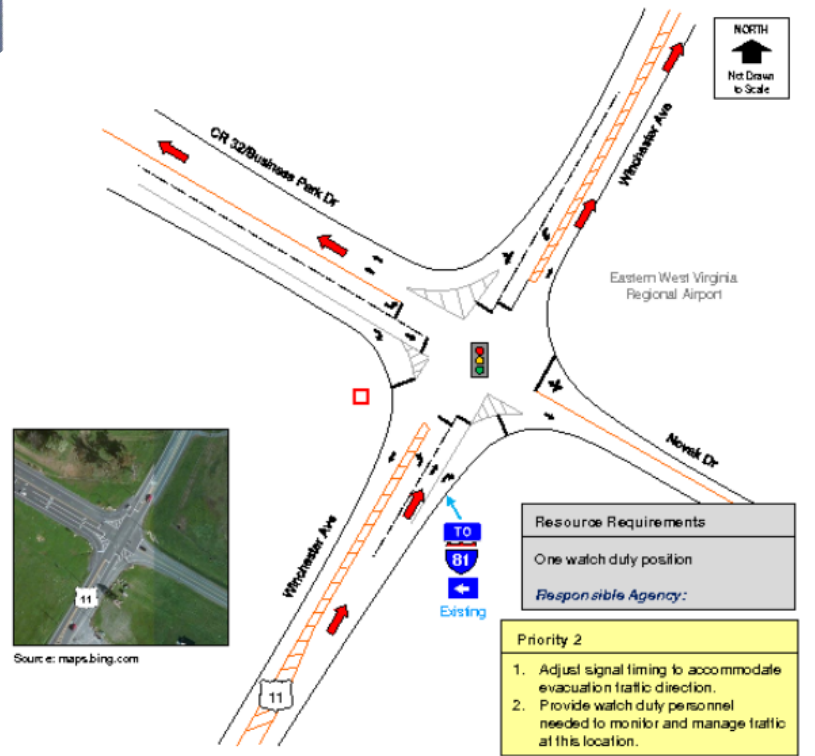 NORTH
Not Drawn
to Scale
Winchester Ave
CR 32/Business Park Dr
Eastern West Virginia
Regional Airport
Novak Dr
Winchester Ave
TO
81
Existing
11
11
Source: maps.bing.com
Resource Requirements
One watch duty position
Responsible Agency:
Priority 2
1. Adjust signal timing to accommodate
evacuation traffic direction.
2. Provide watch duty personnel
needed to monitor and manage traffic
at this location.